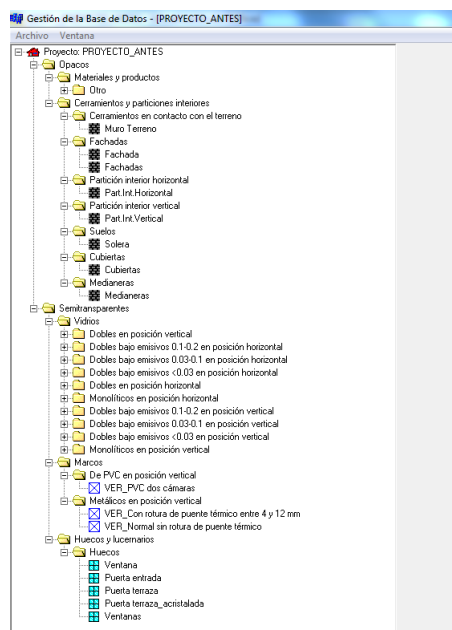 Gestión de la Base de Datos - [PROYECTO_ANTES]
Archivo Ventana
Proyecto: PROYECTO_ANTES
Opacos
Materiales y productos
Otro
Cerramientos y particiones interiores
Cerramientos en contacto con el terreno
Muro Terreno
Fachadas
Fachada
Fachadas
Partición interior horizontal
Part.Int.Horizontal
Partición interior vertical
Part.Int.Vertical
Suelos
Solera
Cubiertas
Cubiertas
Medianeras
Medianeras
Semitransparentes
Vidrios
Dobles en posición vertical
Dobles bajo emisivos 0.1-0.2 en posición horizontal
Dobles bajo emisivos 0.03-0.1 en posición horizontal
Dobles bajo emisivos <0.03 en posición horizontal
Dobles en posición horizontal
Monolíticos en posición horizontal
Dobles bajo emisivos 0.1-0.2 en posición vertical
Dobles bajo emisivos 0.03-0.1 en posición vertical
Dobles bajo emisivos <0.03 en posición vertical
Monolíticos en posición vertical
Marcos
De PVC en posición vertical
VER_PVC dos cámaras
Metálicos en posición vertical
VER_Con rotura de puente térmico entre 4 y 12 mm
VER_Normal sin rotura de puente térmico
Huecos y lucernarios
Huecos
Ventana
Puerta entrada
Puerta terraza
Puerta terraza_acristalada
Ventanas